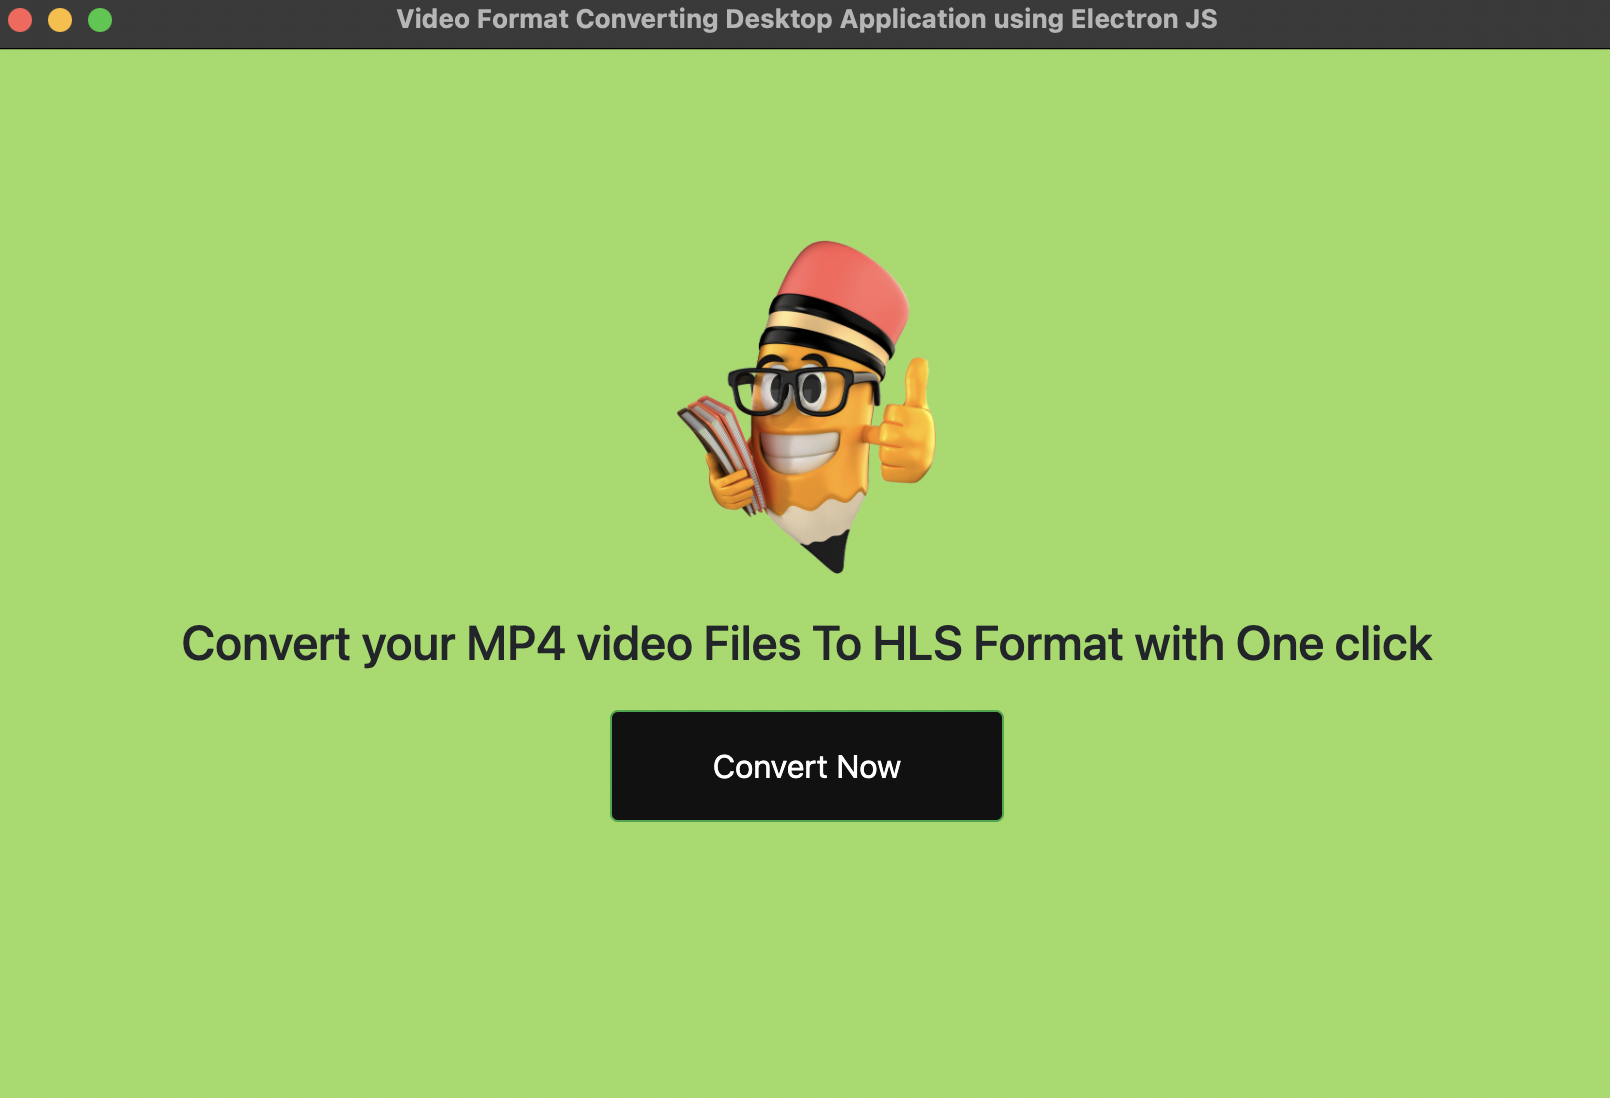 Video Format Converting Desktop Application using Electron JS
Convert your MP4 video Files To HLS Format with One click
Convert Now